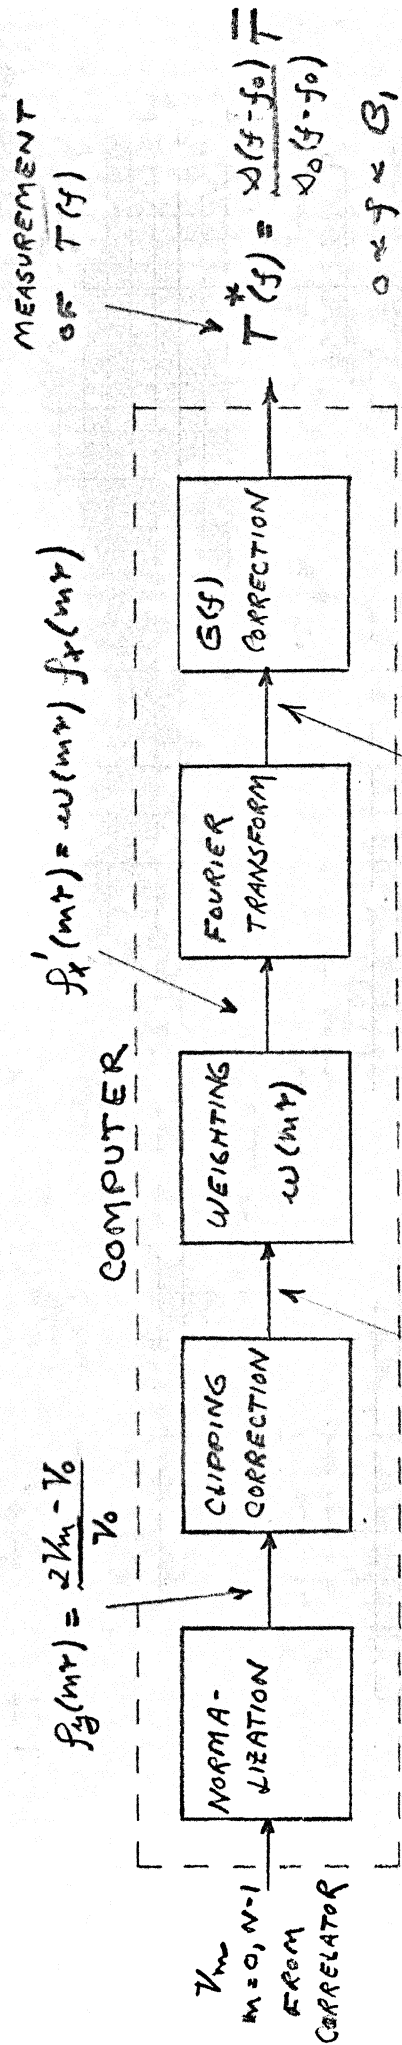 V_m
m=0, N-1
FROM
CORRELATOR
ρ_y(mτ) = (2V_m - V_0) / V_0
COMPUTER
NORMA-
LIZATION
CLIPPING
CORRECTION
WEIGHTING
w(mτ)
ρ_x'(mτ) = w(mτ) ρ_x(mτ)
FOURIER
TRANSFORM
G(f)
CORRECTION
MEASUREMENT
OF T(f)
T*(f) = s(f-f_0) / s_0(f-f_0) T̄
0 < f < B_1